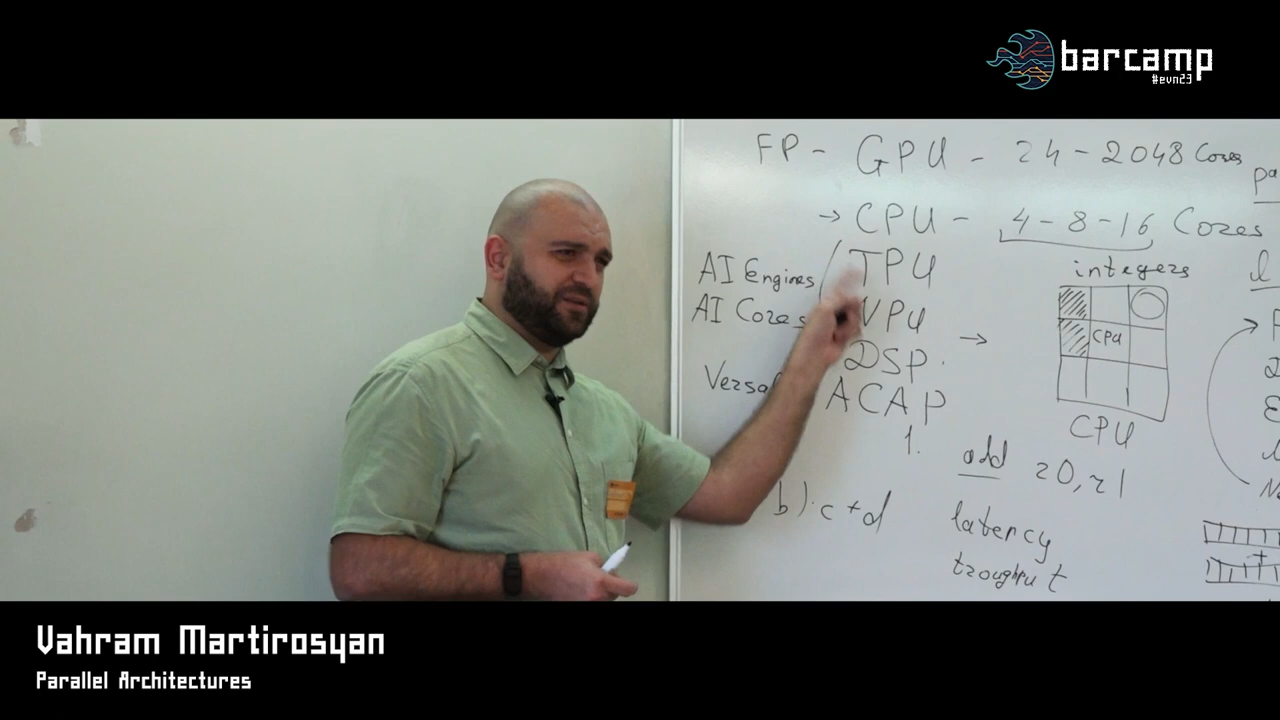 barcamp
#evn23
FP - GPU - 24 - 2048 Cores
→ CPU - 4-8-16 Cores
AI Engines TPU
AI Cores VPU →
DSP
ACAP
integers
CPU
CPU
1.
add r0, r1
b).c+d
latency
troughput
Vahram Martirosyan
Parallel Architectures